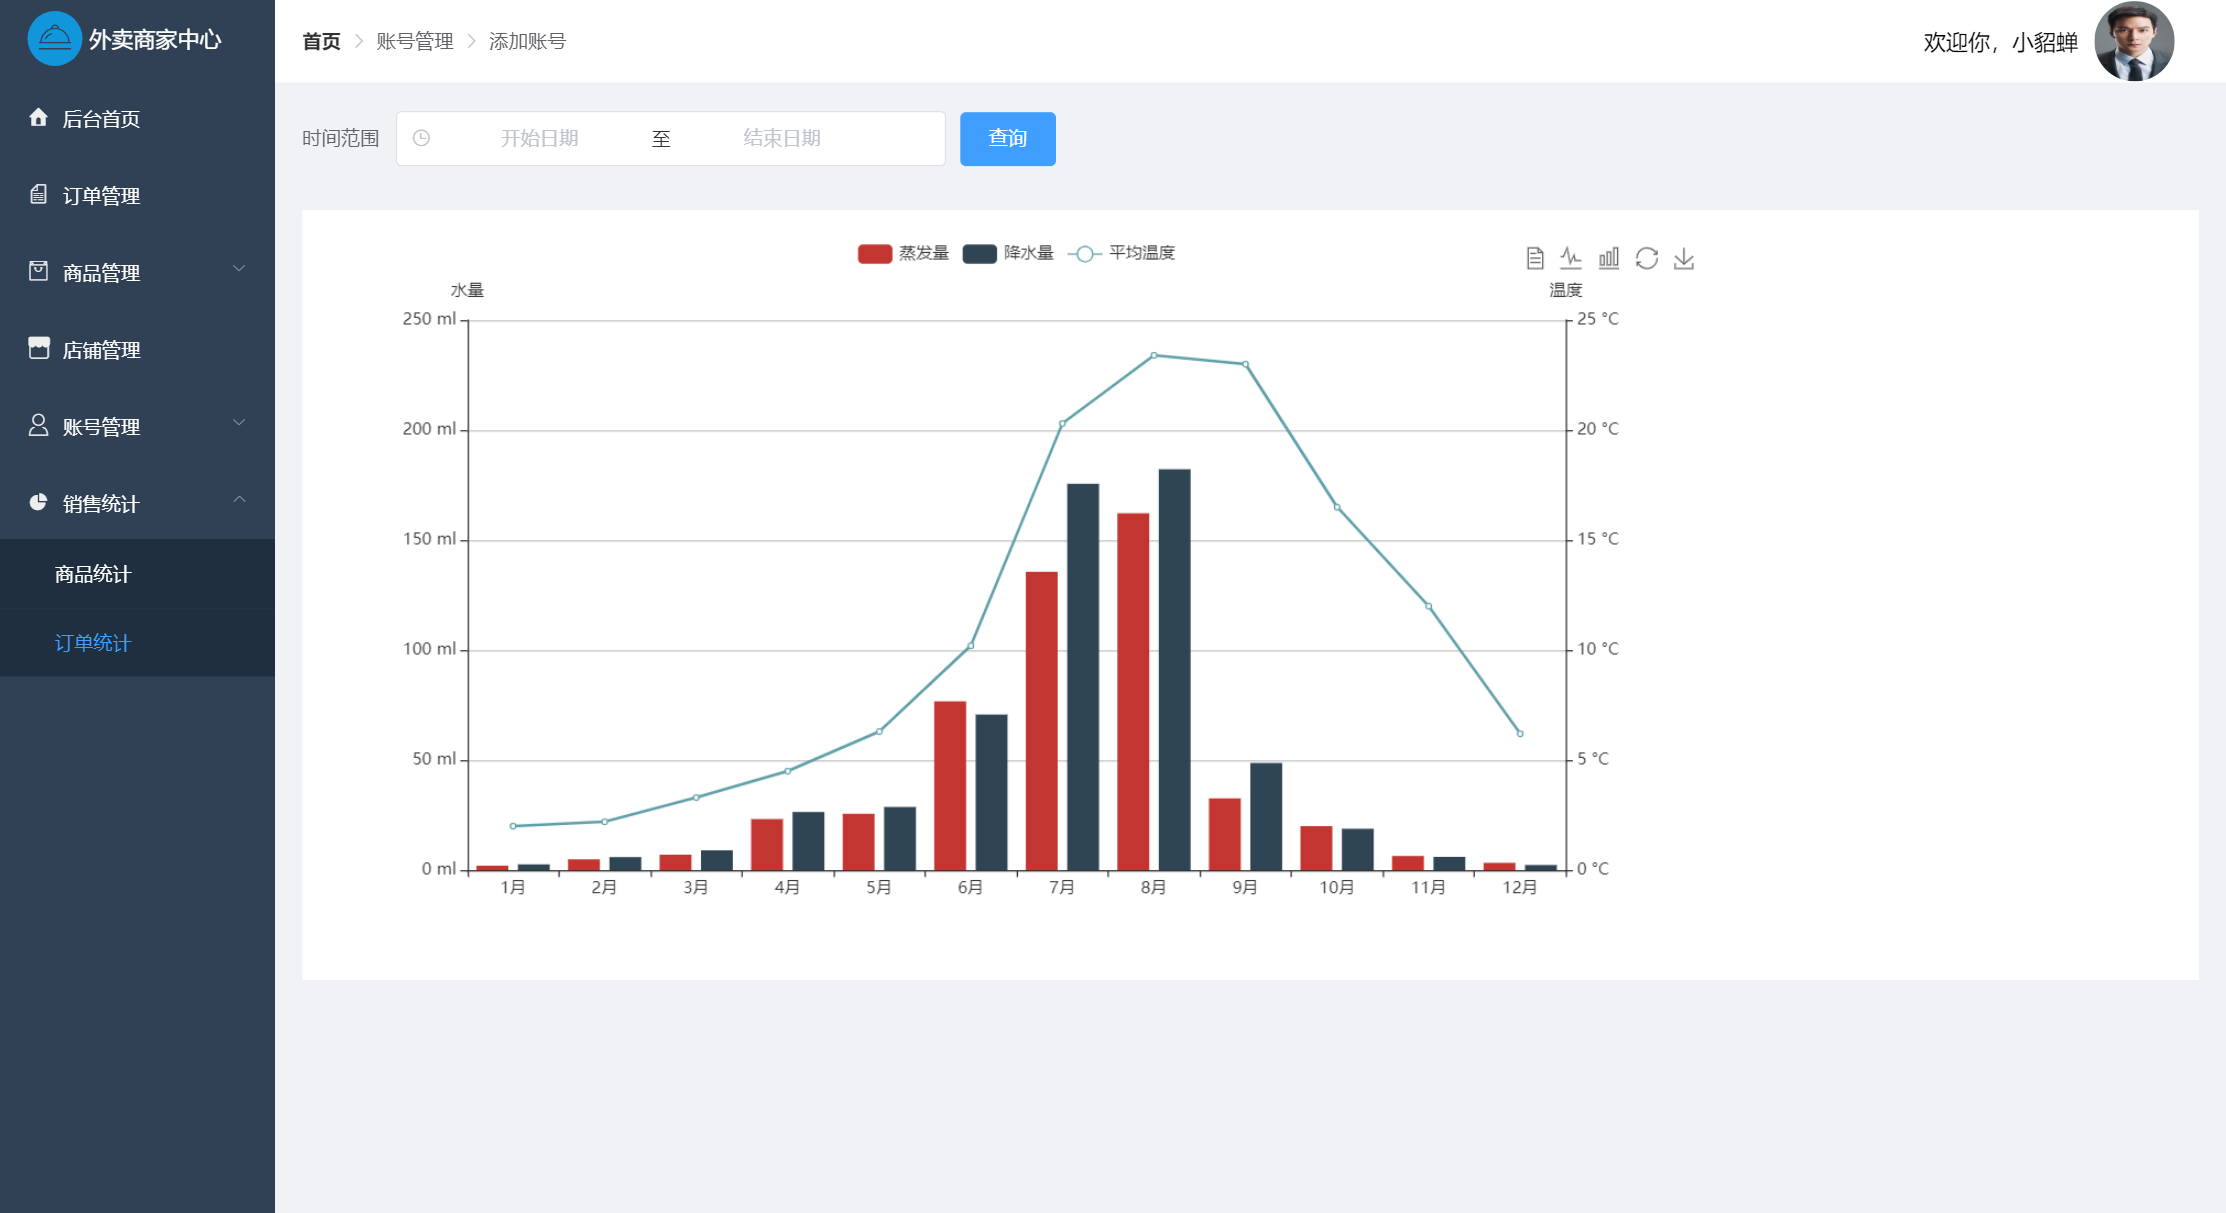 外卖商家中心
后台首页
订单管理
商品管理
店铺管理
账号管理
销售统计
商品统计
订单统计
首页 账号管理 添加账号
欢迎你，小貂蝉
时间范围 开始日期 至 结束日期 查询
蒸发量 降水量 平均温度
水量 温度
250 ml 25 °C
200 ml 20 °C
150 ml 15 °C
100 ml 10 °C
50 ml 5 °C
0 ml 0 °C
1月 2月 3月 4月 5月 6月 7月 8月 9月 10月 11月 12月